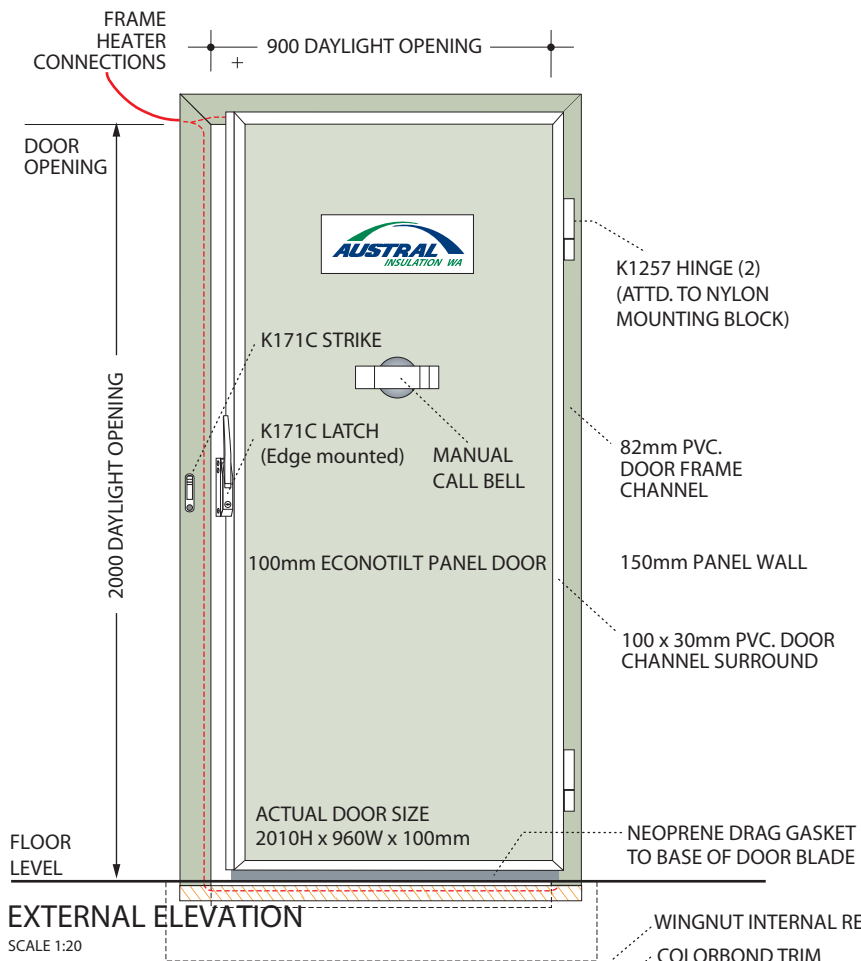 FRAME
HEATER
CONNECTIONS
900 DAYLIGHT OPENING
+
DOOR
OPENING
AUSTRAL
INSULATION WA
K1257 HINGE (2)
(ATTD. TO NYLON
MOUNTING BLOCK)
K171C STRIKE
2000 DAYLIGHT OPENING
K171C LATCH
(Edge mounted)
MANUAL
CALL BELL
82mm PVC.
DOOR FRAME
CHANNEL
100mm ECONOTILT PANEL DOOR
150mm PANEL WALL
100 x 30mm PVC. DOOR
CHANNEL SURROUND
ACTUAL DOOR SIZE
2010H x 960W x 100mm
FLOOR
LEVEL
NEOPRENE DRAG GASKET
TO BASE OF DOOR BLADE
EXTERNAL ELEVATION
SCALE 1:20
WINGNUT INTERNAL RE
COLORBOND TRIM